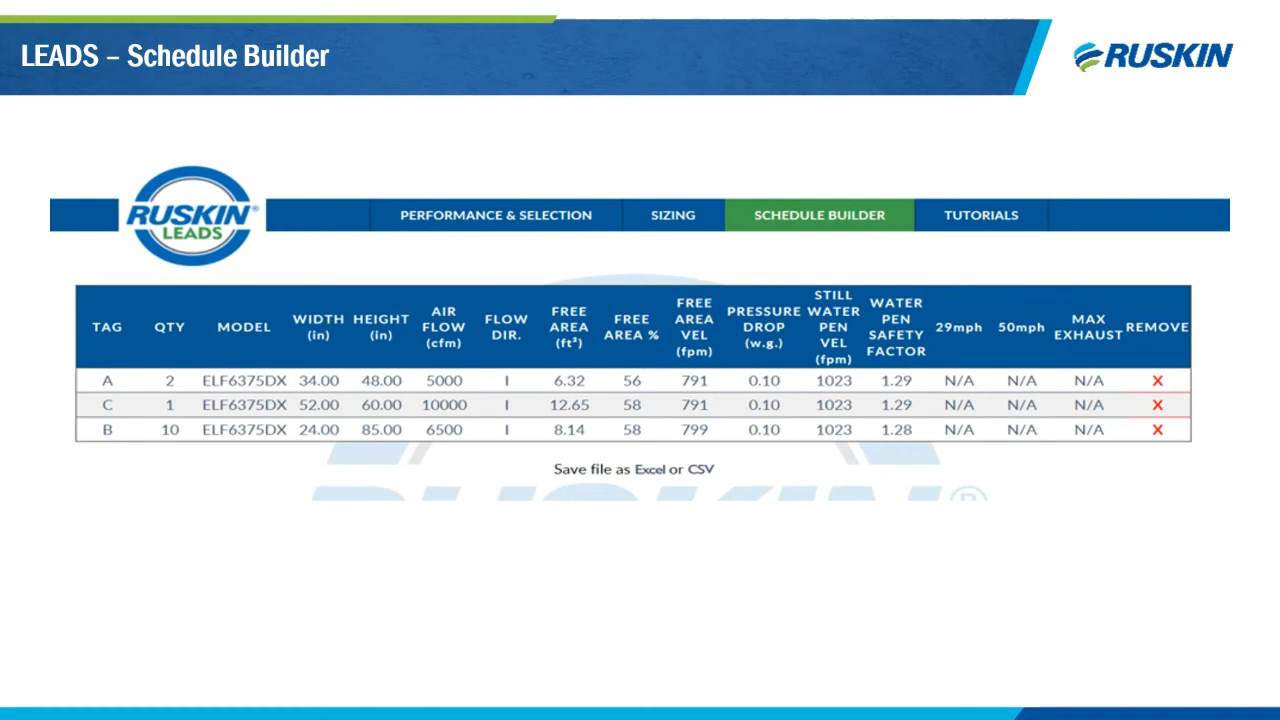 LEADS – Schedule Builder
RUSKIN
RUSKIN®
LEADS
PERFORMANCE & SELECTION SIZING SCHEDULE BUILDER TUTORIALS
TAG QTY MODEL WIDTH (in) HEIGHT (in) AIR FLOW (cfm) FLOW DIR. FREE AREA (ft²) FREE AREA % FREE AREA VEL (fpm) PRESSURE DROP (w.g.) STILL WATER PEN VEL (fpm) WATER PEN SAFETY FACTOR 29mph 50mph MAX EXHAUST REMOVE
A 2 ELF6375DX 34.00 48.00 5000 I 6.32 56 791 0.10 1023 1.29 N/A N/A N/A X
C 1 ELF6375DX 52.00 60.00 10000 I 12.65 58 791 0.10 1023 1.29 N/A N/A N/A X
B 10 ELF6375DX 24.00 85.00 6500 I 8.14 58 799 0.10 1023 1.28 N/A N/A N/A X
Save file as Excel or CSV
RUSKIN®